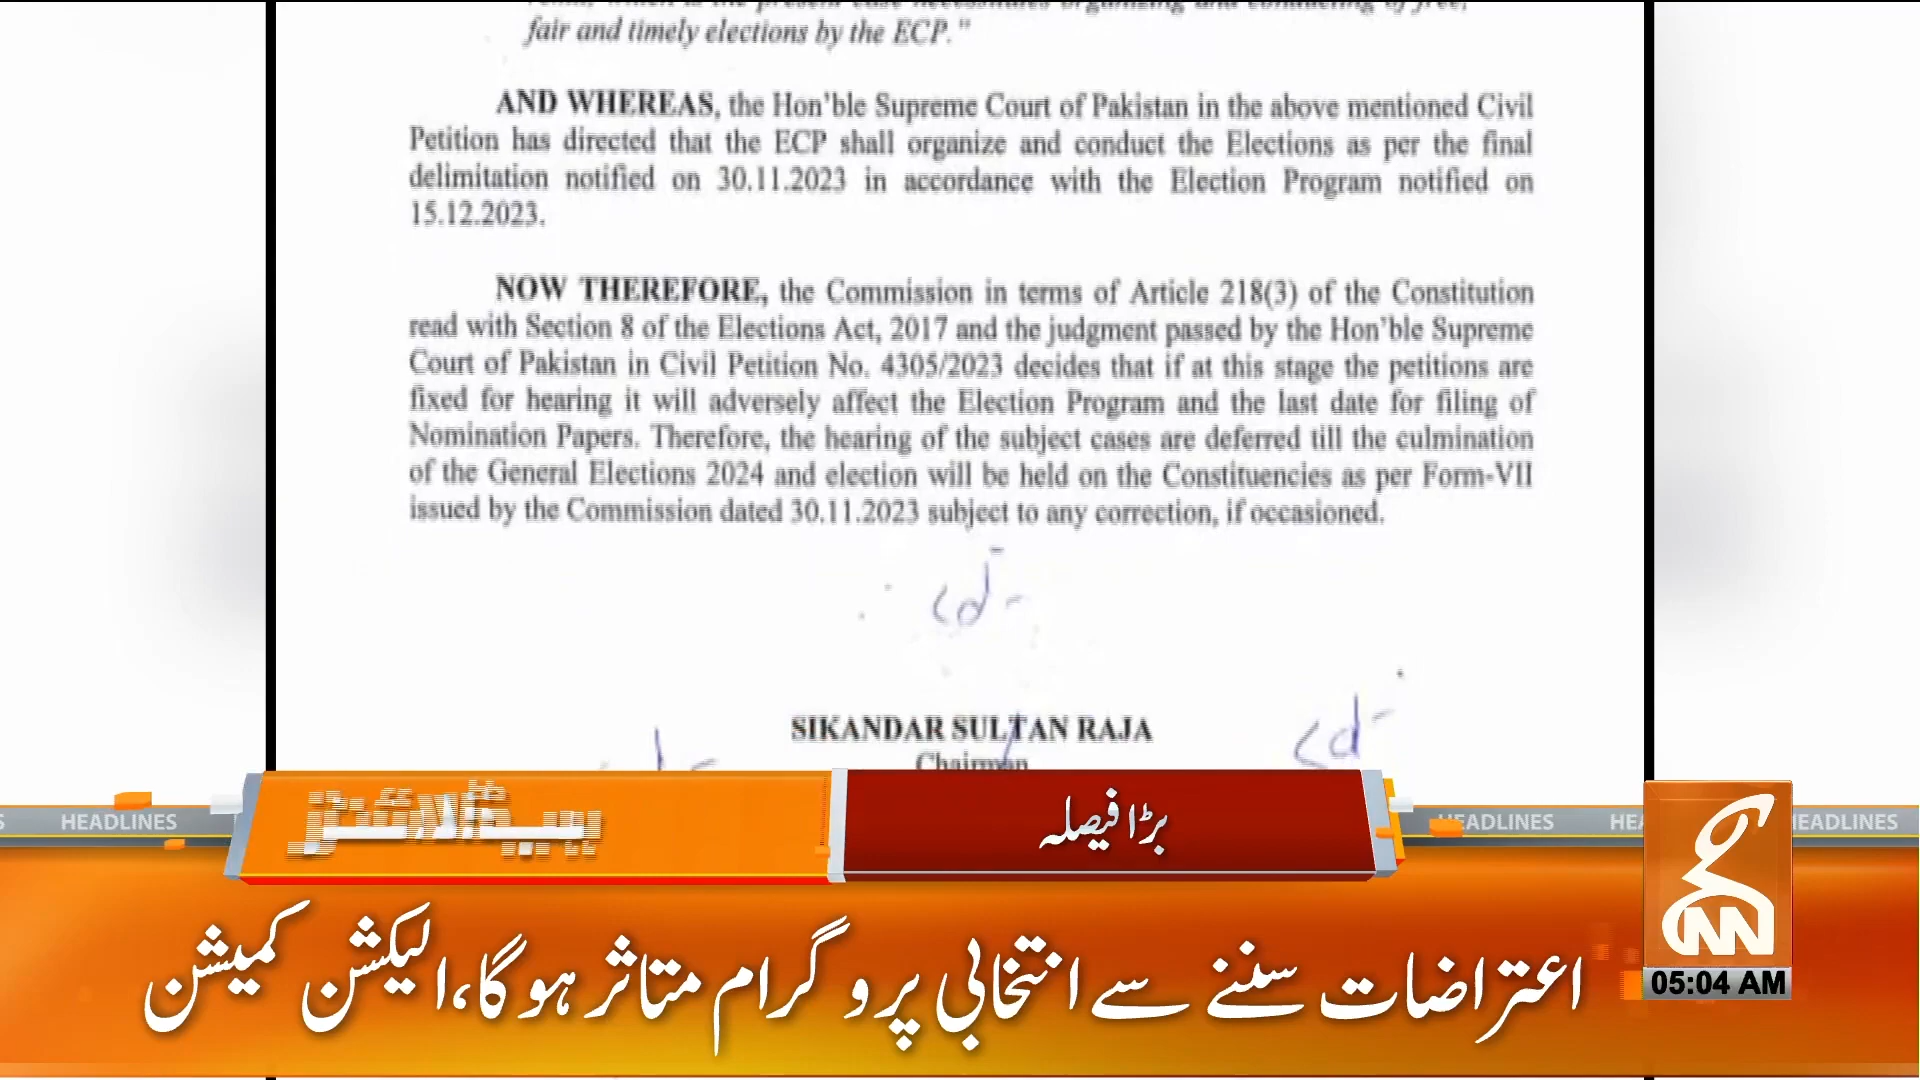 fair and timely elections by the ECP."
AND WHEREAS, the Hon'ble Supreme Court of Pakistan in the above mentioned Civil
Petition has directed that the ECP shall organize and conduct the Elections as per the final
delimitation notified on 30.11.2023 in accordance with the Election Program notified on
15.12.2023.
NOW THEREFORE, the Commission in terms of Article 218(3) of the Constitution
read with Section 8 of the Elections Act, 2017 and the judgment passed by the Hon'ble Supreme
Court of Pakistan in Civil Petition No. 4305/2023 decides that if at this stage the petitions are
fixed for hearing it will adversely affect the Election Program and the last date for filing of
Nomination Papers. Therefore, the hearing of the subject cases are deferred till the culmination
of the General Elections 2024 and election will be held on the Constituencies as per Form-VII
issued by the Commission dated 30.11.2023 subject to any correction, if occasioned.
Sd-
Sd-
SIKANDAR SULTAN RAJA
Chairman
ہیڈلائنز
بڑا فیصلہ
HEADLINES
HEADLINES
HEADLINES
GNN
اعتراضات سننے سے انتخابی پروگرام متاثر ہوگا،الیکشن کمیشن
05:04 AM